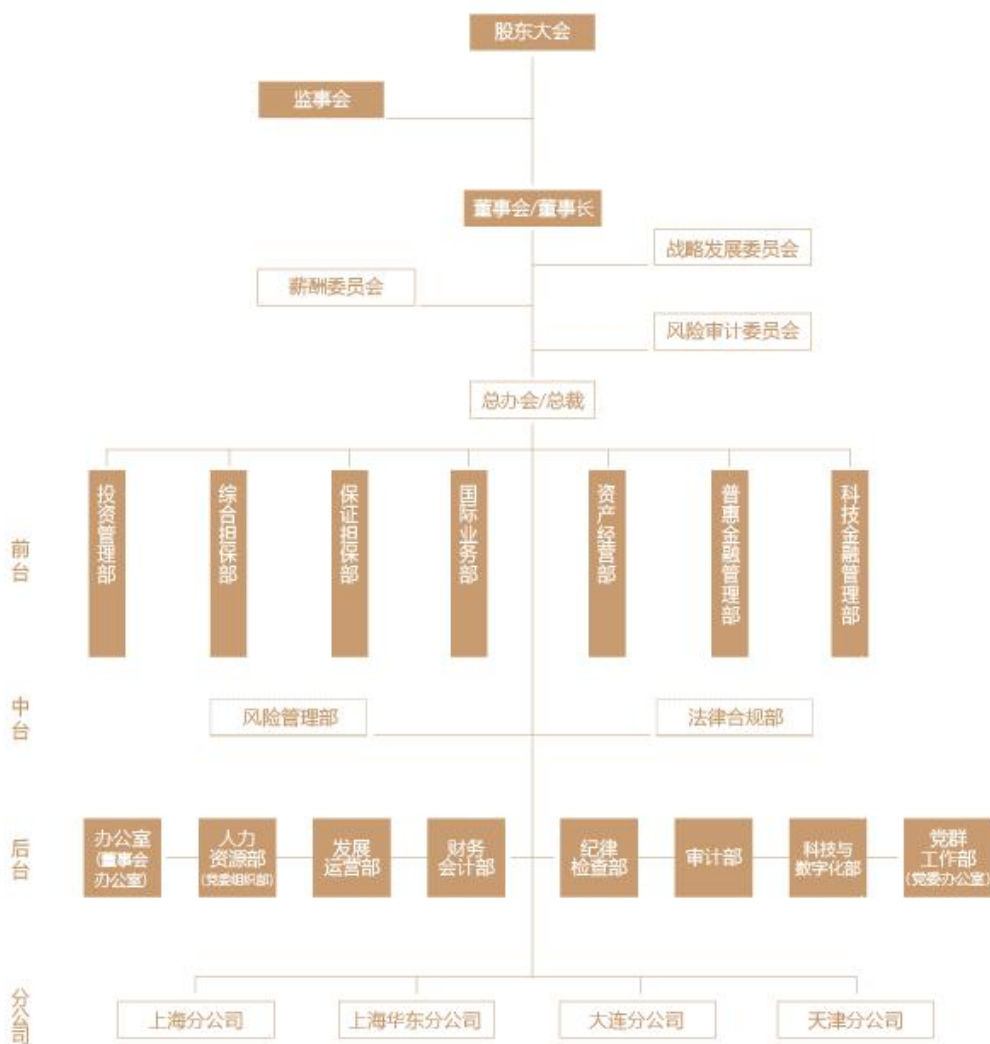 股东大会
监事会
董事会/董事长
战略发展委员会
薪酬委员会
风险审计委员会
总办会/总裁
前台
投资管理部
综合担保部
保证担保部
国际业务部
资产经营部
普惠金融管理部
科技金融管理部
中台
风险管理部
法律合规部
后台
办公室
(董事会
办公室)
人力
资源部
(党委组织部)
发展
运营部
财务
会计部
纪律
检查部
审计部
科技与
数字化部
党群
工作部
(党委办公室)
分公司
上海分公司
上海华东分公司
大连分公司
天津分公司